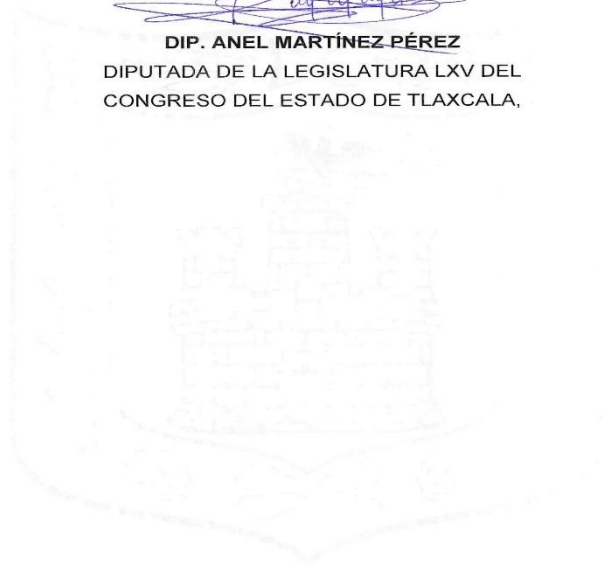 DIP. ANEL MARTÍNEZ PÉREZ
DIPUTADA DE LA LEGISLATURA LXV DEL
CONGRESO DEL ESTADO DE TLAXCALA,